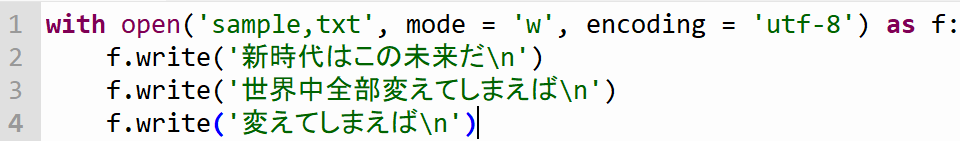 1 with open('sample,txt', mode = 'w', encoding = 'utf-8') as f:
2     f.write('新時代はこの未来だ\n')
3     f.write('世界中全部変えてしまえば\n')
4     f.write('変えてしまえば\n')